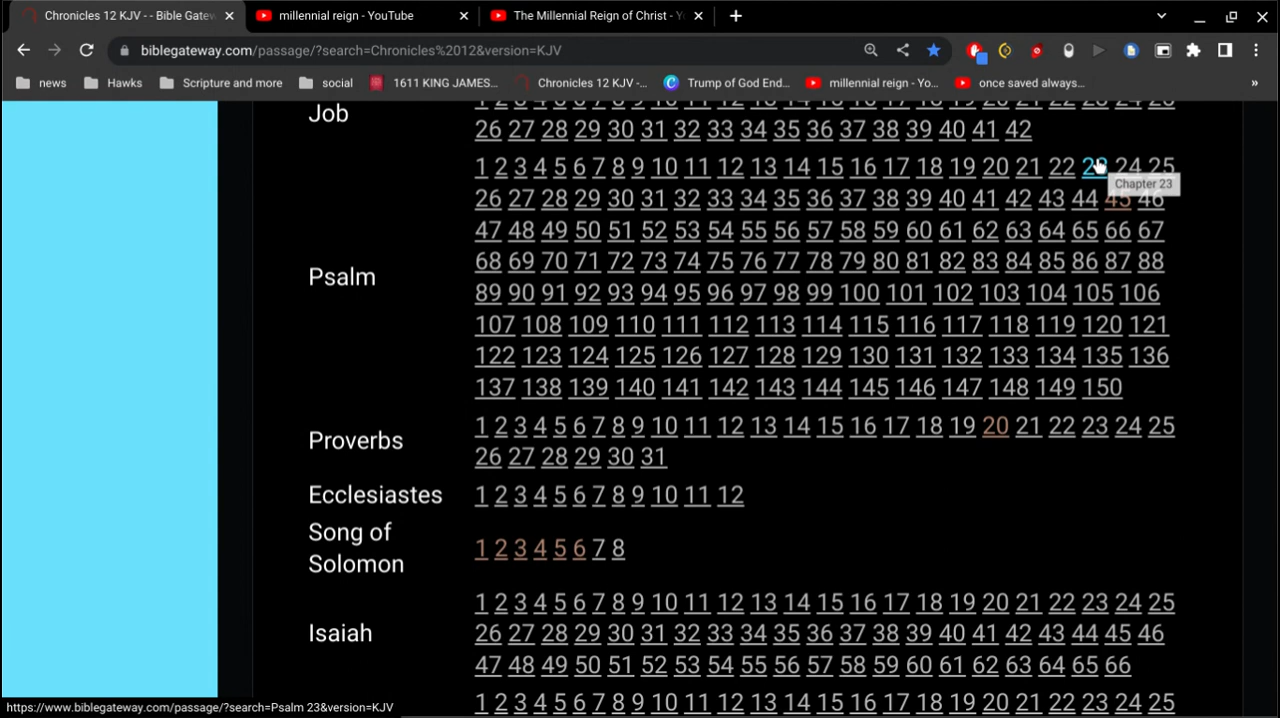 Chronicles 12 KJV - - Bible Gatew
millennial reign - YouTube
The Millennial Reign of Christ - Y
biblegateway.com/passage/?search=Chronicles%2012&version=KJV
news Hawks Scripture and more social 1611 KING JAMES... Chronicles 12 KJV -... Trump of God End... millennial reign - Yo... once saved always... »
Job
26 27 28 29 30 31 32 33 34 35 36 37 38 39 40 41 42
1 2 3 4 5 6 7 8 9 10 11 12 13 14 15 16 17 18 19 20 21 22 23 24 25
Chapter 23
26 27 28 29 30 31 32 33 34 35 36 37 38 39 40 41 42 43 44 45 46
47 48 49 50 51 52 53 54 55 56 57 58 59 60 61 62 63 64 65 66 67
68 69 70 71 72 73 74 75 76 77 78 79 80 81 82 83 84 85 86 87 88
Psalm
89 90 91 92 93 94 95 96 97 98 99 100 101 102 103 104 105 106
107 108 109 110 111 112 113 114 115 116 117 118 119 120 121
122 123 124 125 126 127 128 129 130 131 132 133 134 135 136
137 138 139 140 141 142 143 144 145 146 147 148 149 150
Proverbs
1 2 3 4 5 6 7 8 9 10 11 12 13 14 15 16 17 18 19 20 21 22 23 24 25
26 27 28 29 30 31
Ecclesiastes
1 2 3 4 5 6 7 8 9 10 11 12
Song of
Solomon
1 2 3 4 5 6 7 8
Isaiah
1 2 3 4 5 6 7 8 9 10 11 12 13 14 15 16 17 18 19 20 21 22 23 24 25
26 27 28 29 30 31 32 33 34 35 36 37 38 39 40 41 42 43 44 45 46
47 48 49 50 51 52 53 54 55 56 57 58 59 60 61 62 63 64 65 66
1 2 3 4 5 6 7 8 9 10 11 12 13 14 15 16 17 18 19 20 21 22 23 24 25
https://www.biblegateway.com/passage/?search=Psalm 23&version=KJV